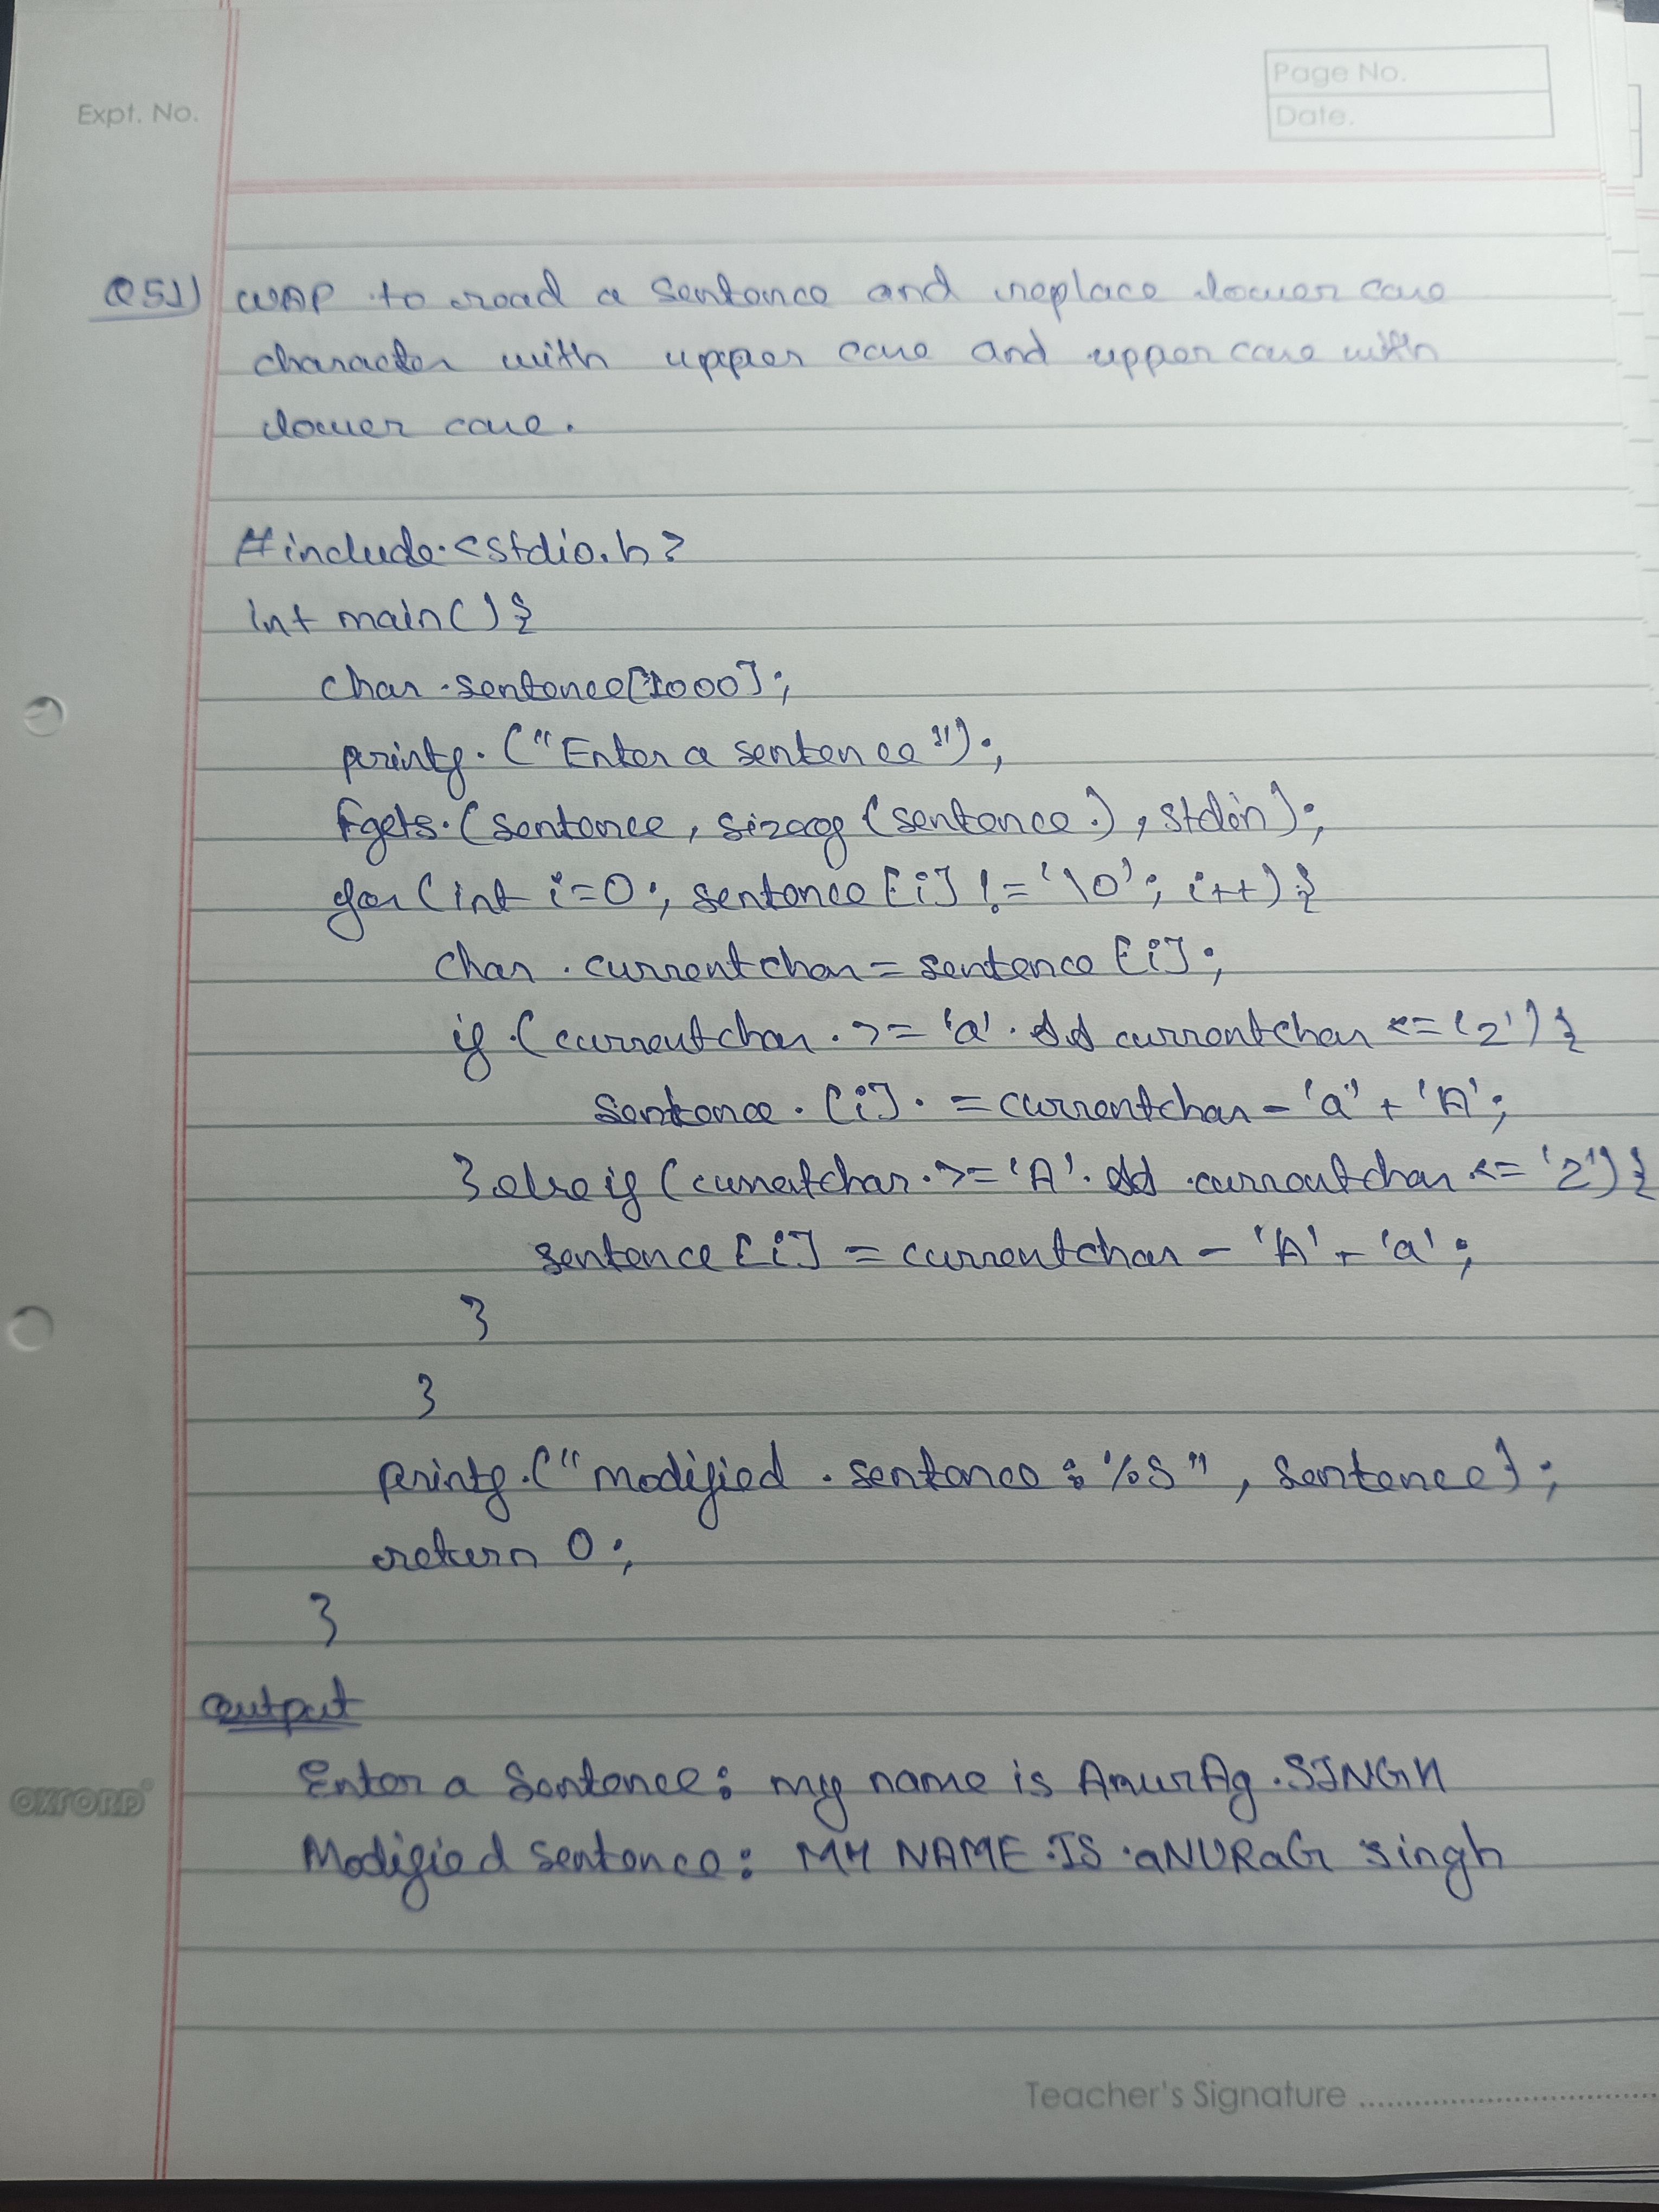 Expt. No.
Page No.
Date.
Q51) WAP to read a sentence and replace lower case
character with upper case and upper case with
lower case.
#include <stdio.h>
int main() {
char sentence[1000];
printf ("Enter a sentence");
fgets (sentence, sizeof (sentence), stdin);
for (int i=0; sentence [i] != '\0'; i++) {
char currentchar = sentence [i];
if (currentchar >= 'a' && currentchar <= 'z') {
sentence [i] = currentchar - 'a' + 'A';
} else if (currentchar >= 'A' && currentchar <= 'Z') {
sentence [i] = currentchar - 'A' + 'a';
}
}
printf ("modified sentence: %s", sentence);
return 0;
}
Output
Enter a Sentence: my name is AnurAg SINGH
Modified sentence: MY NAME IS aNURaG singh
OXFORD
Teacher's Signature